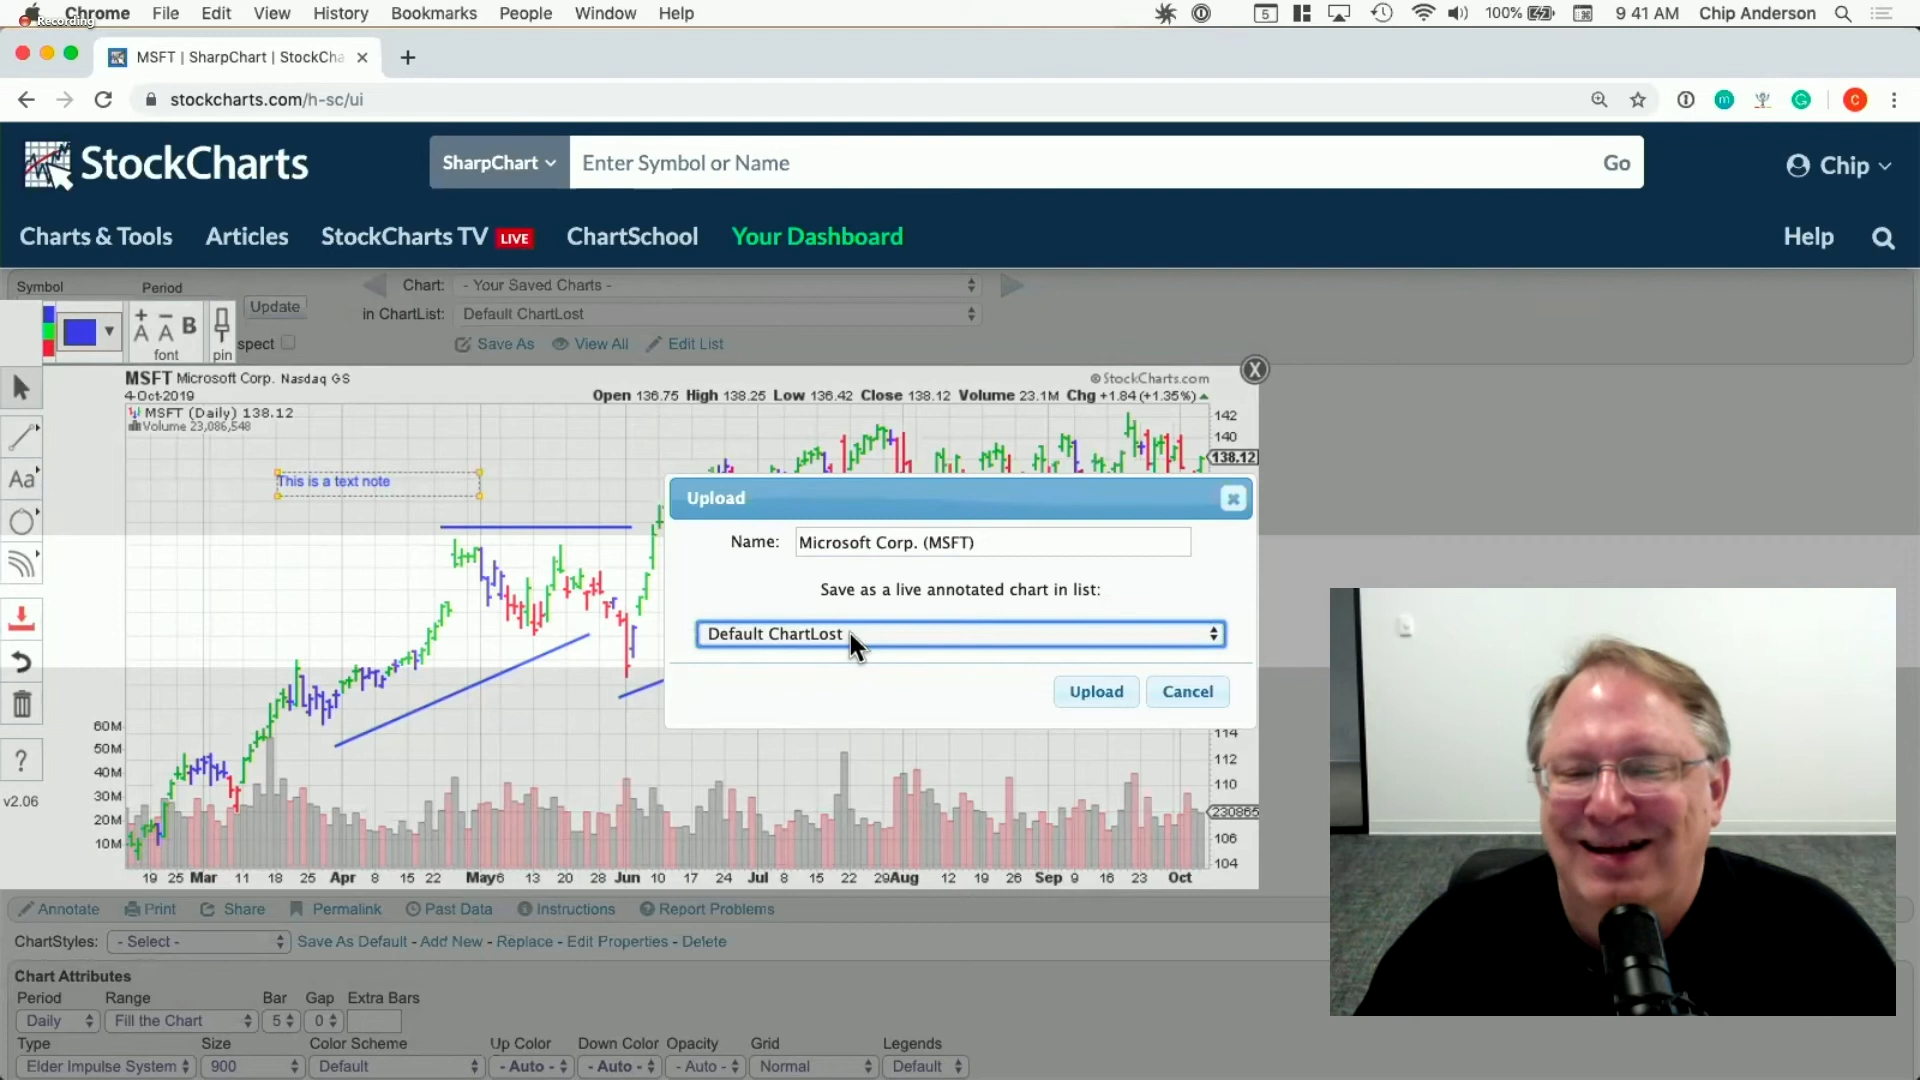 Recording
Chrome File Edit View History Bookmarks People Window Help
5 100% 9 41 AM Chip Anderson
MSFT | SharpChart | StockCha
stockcharts.com/h-sc/ui
m G C
StockCharts
SharpChart Enter Symbol or Name Go
Chip
Charts & Tools Articles StockCharts TV LIVE ChartSchool Your Dashboard
Help
Symbol Period
Chart: - Your Saved Charts -
Update
in ChartList: Default ChartLost
spect
Save As View All Edit List
+ −
A A B
font pin
MSFT Microsoft Corp. Nasdaq GS
© StockCharts.com
4-Oct-2019
Open 136.75 High 138.25 Low 136.42 Close 138.12 Volume 23.1M Chg +1.84 (+1.35%)
MSFT (Daily) 138.12
Volume 23,086,548
X
142
140
138.12
Aa
This is a text note
Upload
Name: Microsoft Corp. (MSFT)
Save as a live annotated chart in list:
Default ChartLost
Upload Cancel
?
v2.06
60M
50M
40M
30M
20M
10M
114
112
110
230865
106
104
19 25 Mar 11 18 25 Apr 8 15 22 May6 13 20 28 Jun 10 17 24 Jul 8 15 22 29Aug 12 19 26 Sep 9 16 23 Oct
Annotate Print Share Permalink Past Data Instructions Report Problems
ChartStyles: - Select - Save As Default - Add New - Replace - Edit Properties - Delete
Chart Attributes
Period Range Bar Gap Extra Bars
Daily Fill the Chart 5 0
Type Size Color Scheme Up Color Down Color Opacity Grid Legends
Elder Impulse System 900 Default - Auto - - Auto - - Auto - Normal Default